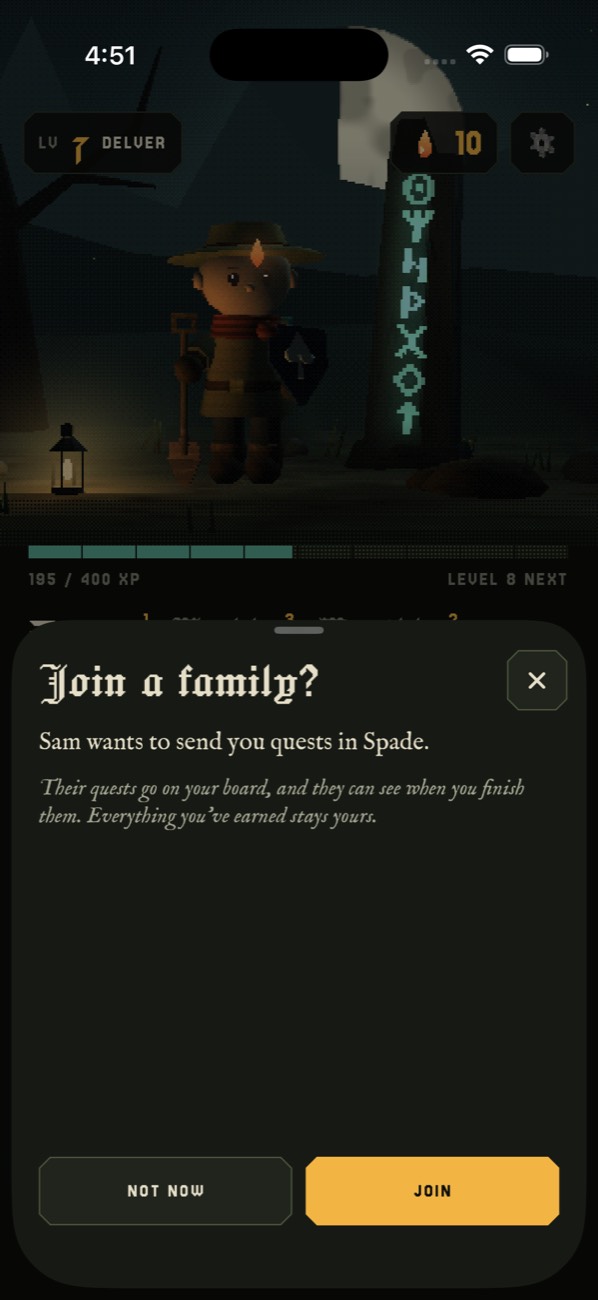 4:51
LV 7 DELVER
10
195 / 400 XP
LEVEL 8 NEXT
Join a family?
Sam wants to send you quests in Spade.
Their quests go on your board, and they can see when you finish
them. Everything you've earned stays yours.
NOT NOW
JOIN